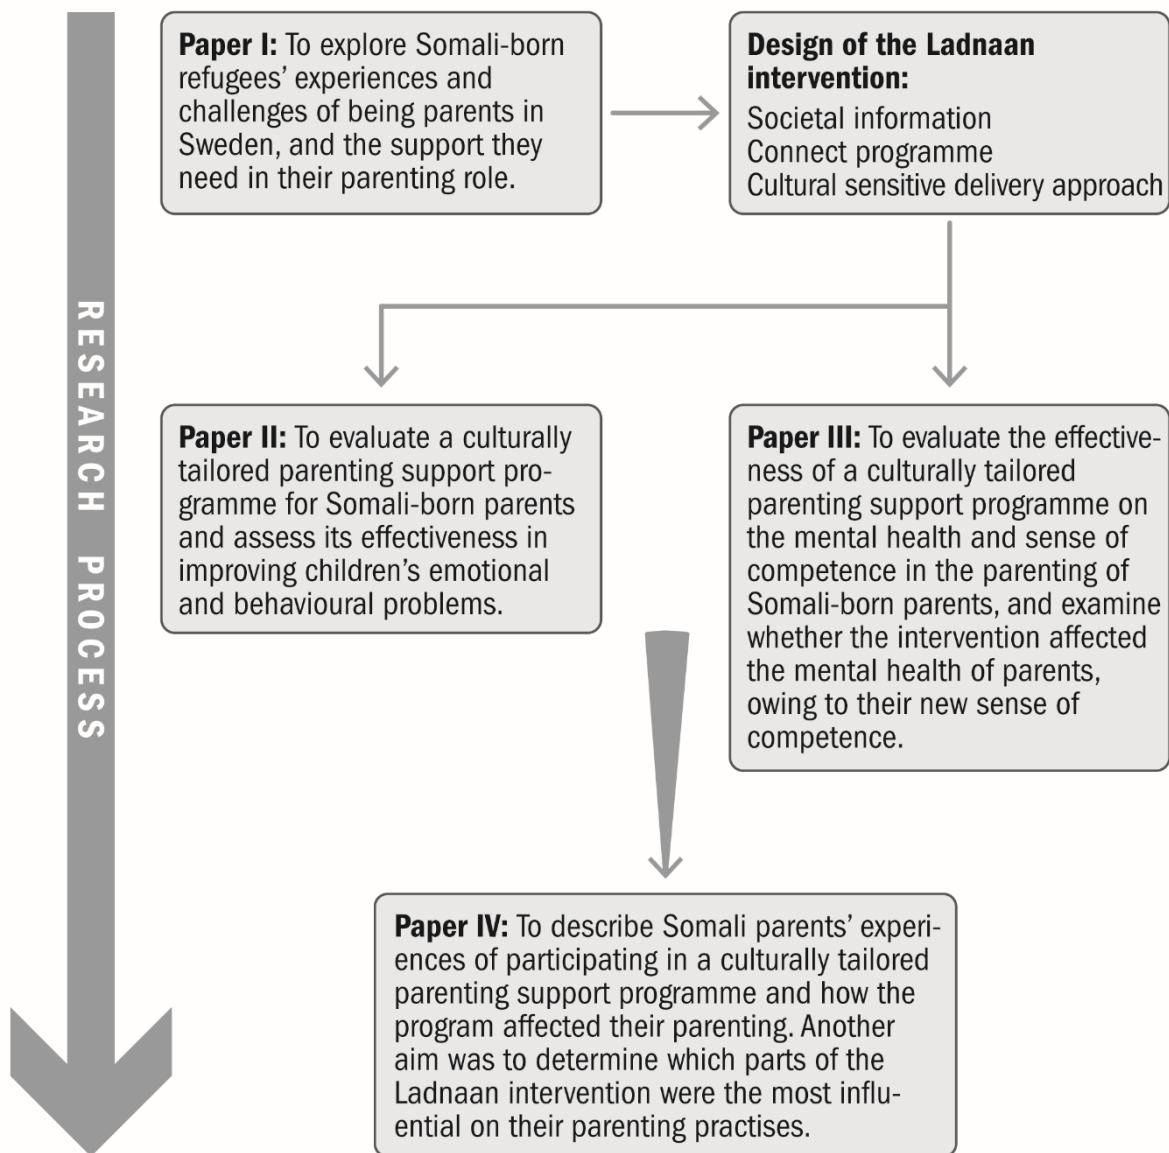 RESEARCH PROCESS
Paper I: To explore Somali-born
refugees’ experiences and
challenges of being parents in
Sweden, and the support they
need in their parenting role.
Design of the Ladnaan
intervention:
Societal information
Connect programme
Cultural sensitive delivery approach
Paper II: To evaluate a culturally
tailored parenting support pro-
gramme for Somali-born parents
and assess its effectiveness in
improving children’s emotional
and behavioural problems.
Paper III: To evaluate the effective-
ness of a culturally tailored
parenting support programme on
the mental health and sense of
competence in the parenting of
Somali-born parents, and examine
whether the intervention affected
the mental health of parents,
owing to their new sense of
competence.
Paper IV: To describe Somali parents’ experi-
ences of participating in a culturally tailored
parenting support programme and how the
program affected their parenting. Another
aim was to determine which parts of the
Ladnaan intervention were the most influ-
ential on their parenting practises.